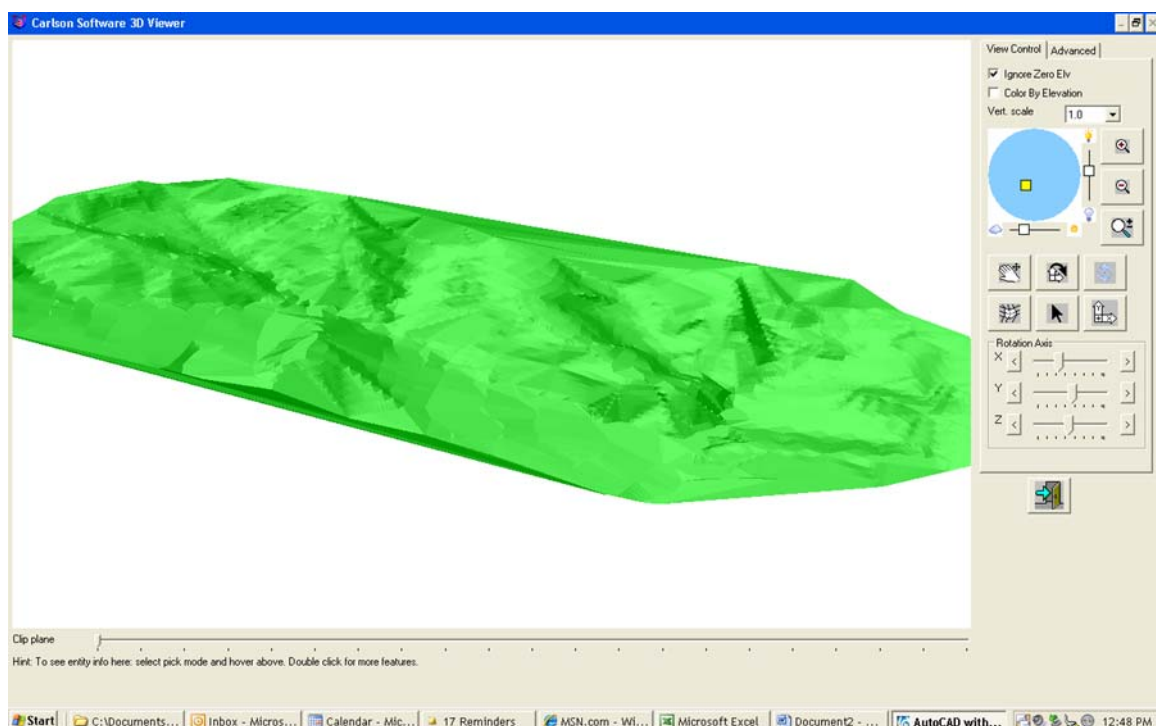 Carlson Software 3D Viewer
View Control Advanced
Ignore Zero Elv
Color By Elevation
Vert. scale 1.0
Rotation Axis
X < >
Y < >
Z < >
Clip plane
Hint: To see entity info here: select pick mode and hover above. Double click for more features.
Start C:\Documents... Inbox - Micros... Calendar - Mic... 17 Reminders MSN.com - Wi... Microsoft Excel Document2 - ... AutoCAD with... 12:48 PM